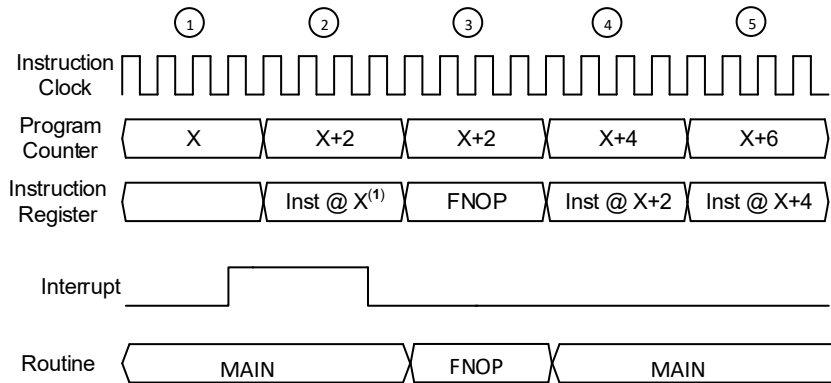 1 2 3 4 5
Instruction
Clock
Program
Counter
X X+2 X+2 X+4 X+6
Instruction
Register
Inst @ X(1) FNOP Inst @ X+2 Inst @ X+4
Interrupt
Routine MAIN FNOP MAIN